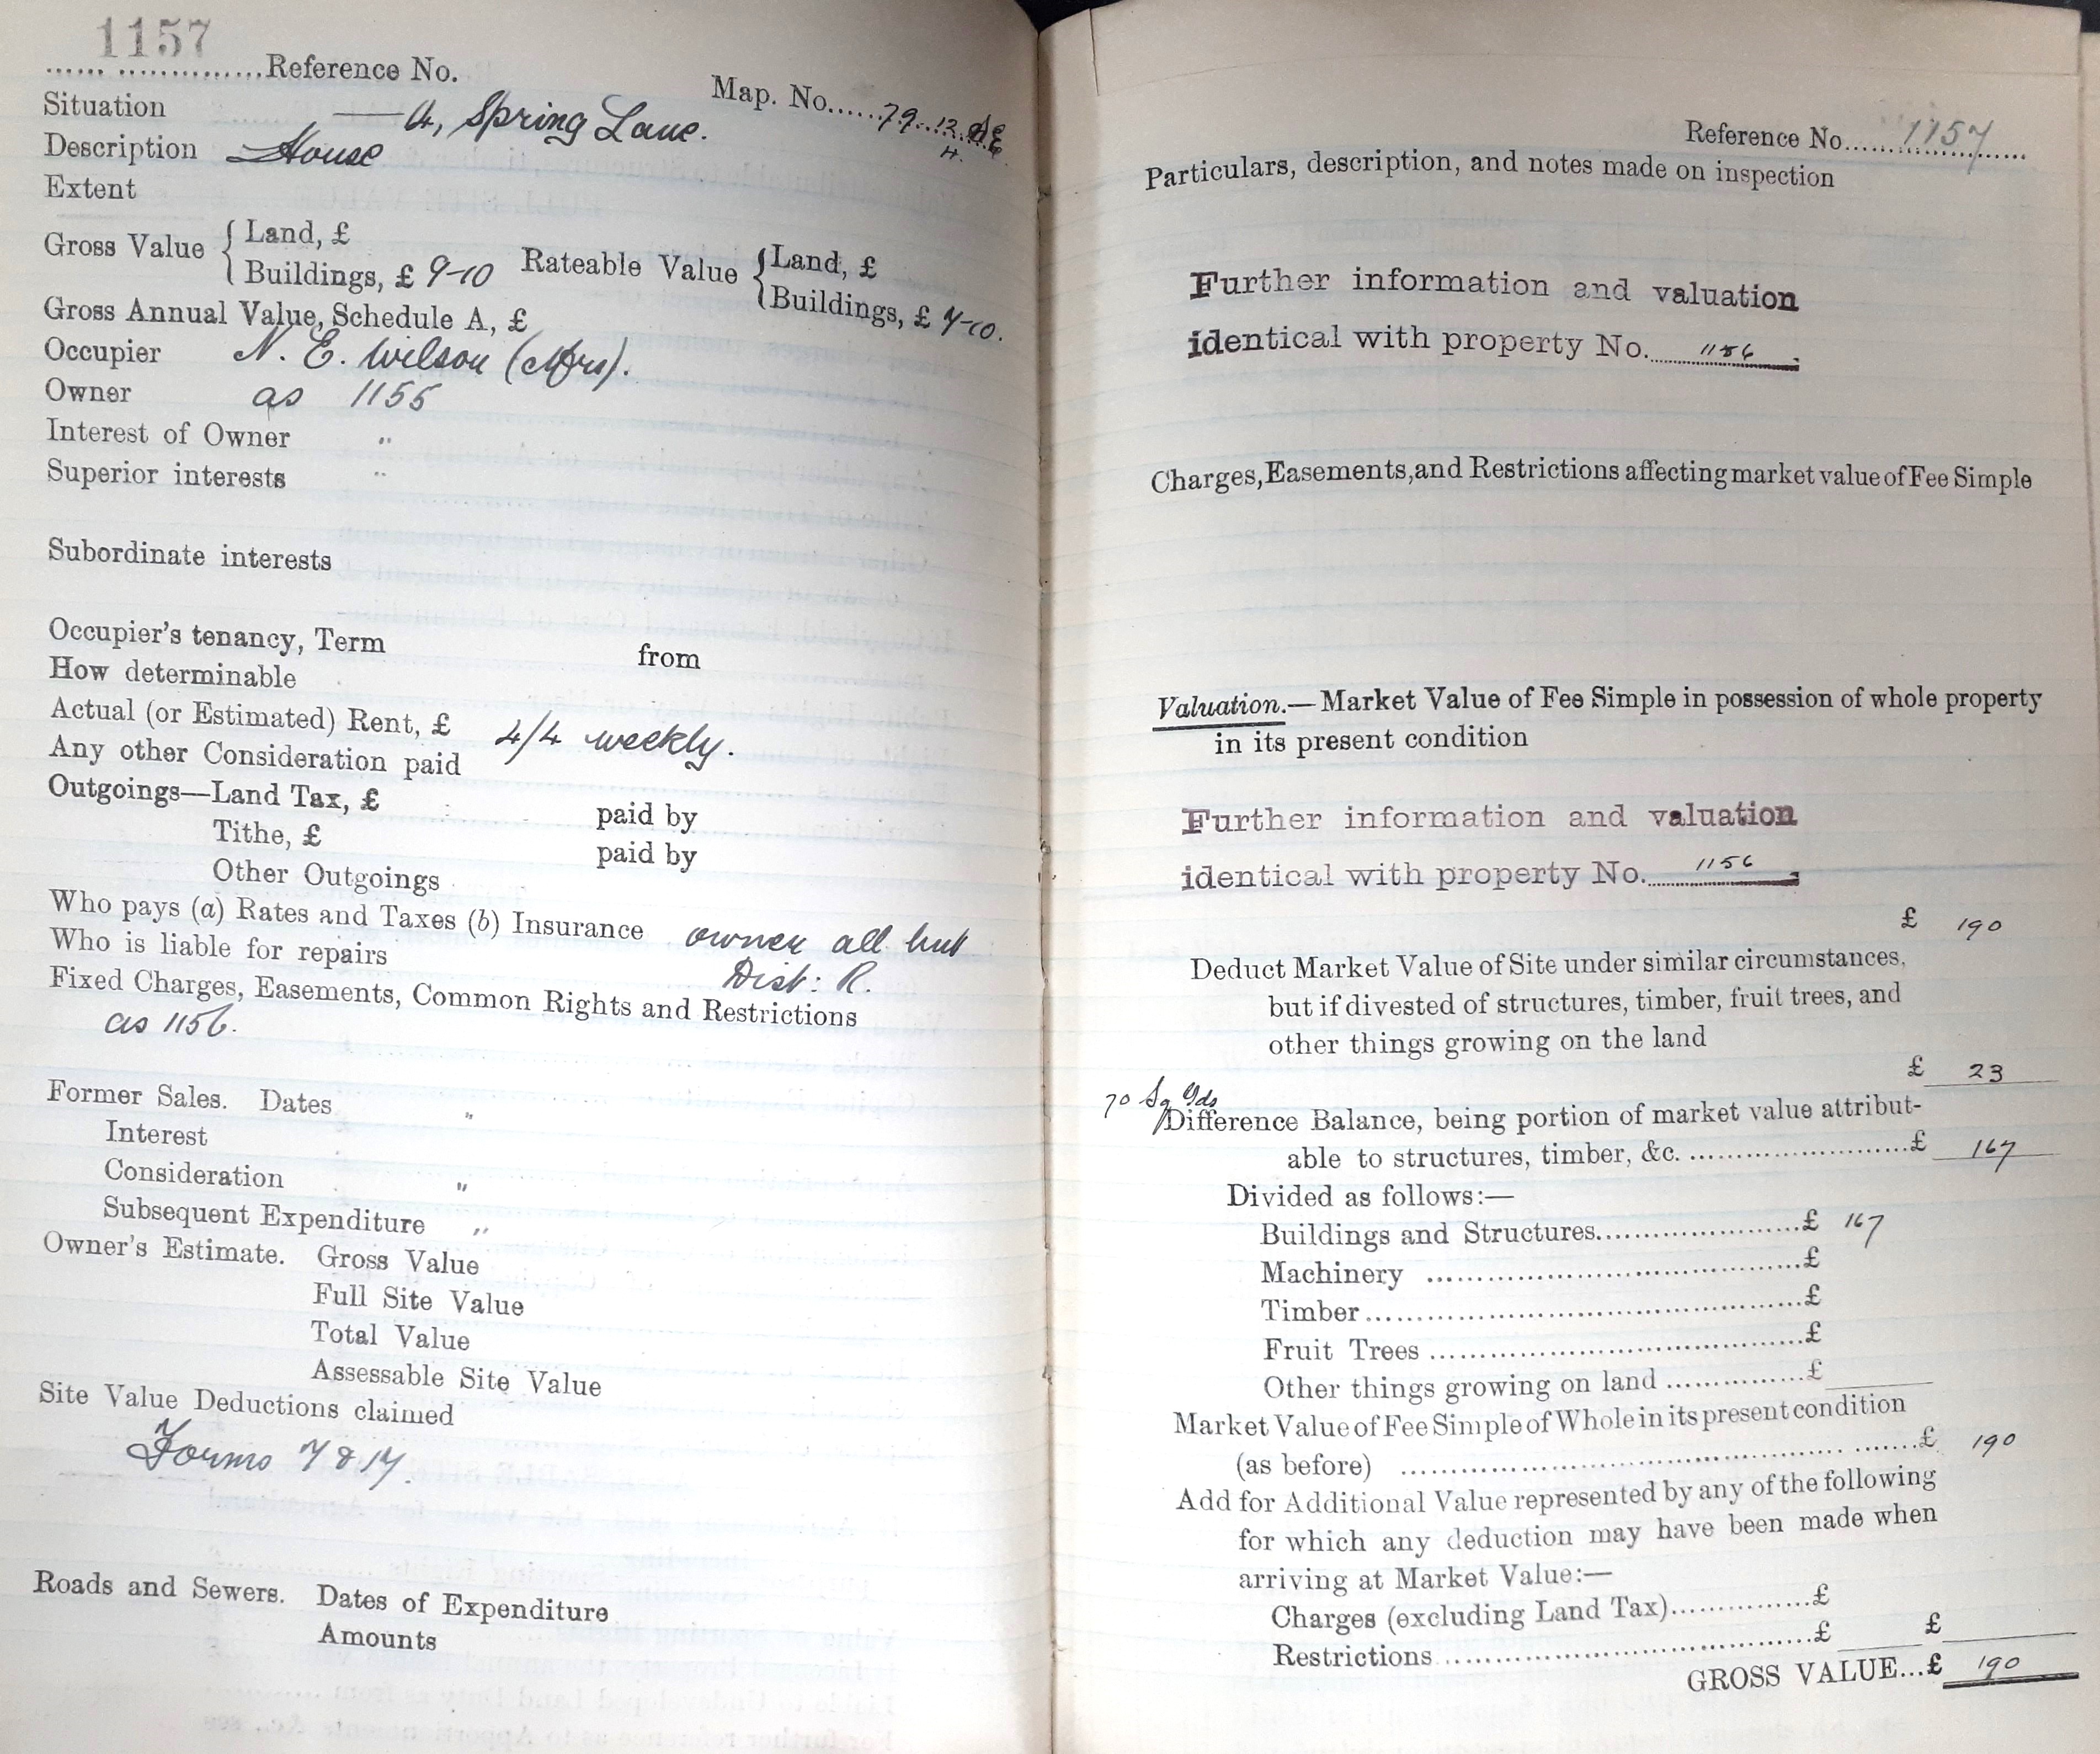 1157
Reference No.
Map. No. 79.12.
H.
Situation — 4, Spring Lane.
Description House
Extent
Gross Value { Land, £
Buildings, £ 9-10
Rateable Value { Land, £
Buildings, £ 7-10.
Gross Annual Value, Schedule A, £
Occupier N. E. Wilson (Mrs).
Owner as 1155
Interest of Owner "
Superior interests "
Subordinate interests
Occupier's tenancy, Term from
How determinable
Actual (or Estimated) Rent, £ 4/4 weekly.
Any other Consideration paid
Outgoings—Land Tax, £ paid by
Tithe, £ paid by
Other Outgoings
Who pays (a) Rates and Taxes (b) Insurance owner all but
Who is liable for repairs Dist: R.
Fixed Charges, Easements, Common Rights and Restrictions
as 1156.
Former Sales. Dates "
Interest
Consideration "
Subsequent Expenditure "
Owner's Estimate. Gross Value
Full Site Value
Total Value
Assessable Site Value
Site Value Deductions claimed
Forms 7 & 17.
Roads and Sewers. Dates of Expenditure
Amounts
Reference No. 1157
Particulars, description, and notes made on inspection
Further information and valuation
identical with property No. 1156
Charges, Easements, and Restrictions affecting market value of Fee Simple
Valuation.—Market Value of Fee Simple in possession of whole property
in its present condition
Further information and valuation
identical with property No. 1156
£ 190
Deduct Market Value of Site under similar circumstances,
but if divested of structures, timber, fruit trees, and
other things growing on the land
£ 23
70 Sq Yds
Difference Balance, being portion of market value attribut-
able to structures, timber, &c. £ 167
Divided as follows:—
Buildings and Structures £ 167
Machinery £
Timber £
Fruit Trees £
Other things growing on land £
Market Value of Fee Simple of Whole in its present condition
(as before) £ 190
Add for Additional Value represented by any of the following
for which any deduction may have been made when
arriving at Market Value:—
Charges (excluding Land Tax) £
Restrictions £ £
GROSS VALUE...£ 190